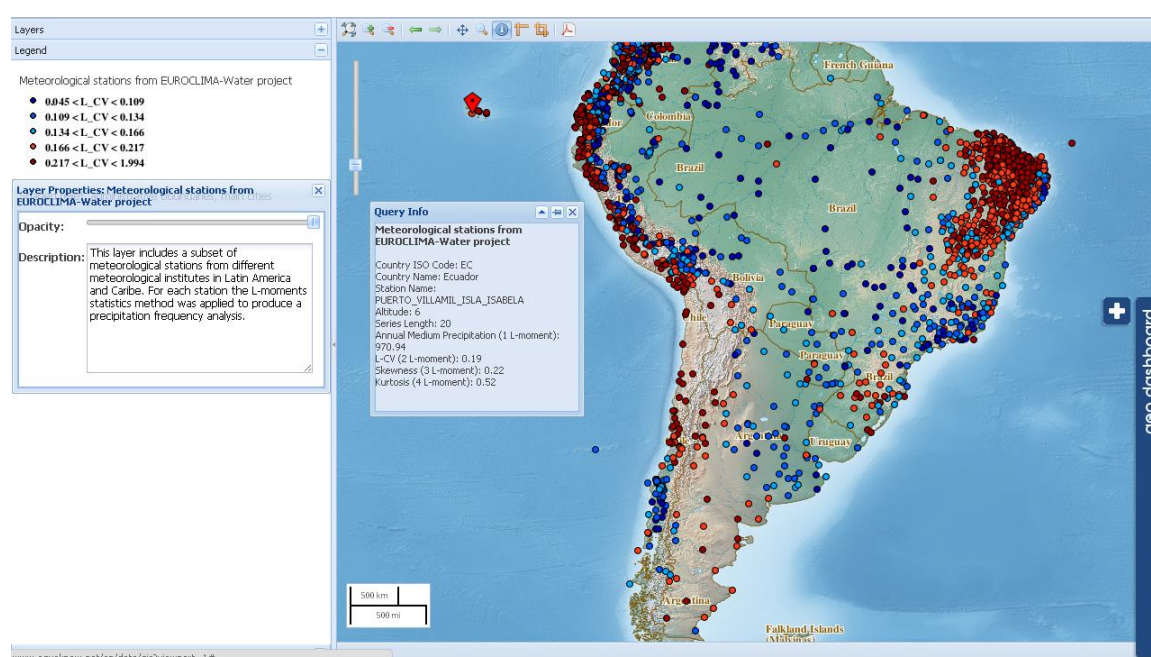 Layers
Legend
Meteorological stations from EUROCLIMA-Water project
0.045 < L_CV < 0.109
0.109 < L_CV < 0.134
0.134 < L_CV < 0.166
0.166 < L_CV < 0.217
0.217 < L_CV < 1.994
Layer Properties: Meteorological stations from
EUROCLIMA-Water project
boundaries, main cities
Opacity:
Description:
This layer includes a subset of
meteorological stations from different
meteorological institutes in Latin America
and Caribe. For each station the L-moments
statistics method was applied to produce a
precipitation frequency analysis.
Query Info
Meteorological stations from
EUROCLIMA-Water project
Country ISO Code: EC
Country Name: Ecuador
Station Name:
PUERTO_VILLAMIL_ISLA_ISABELA
Altitude: 6
Series Length: 20
Annual Medium Precipitation (1 L-moment):
970.94
L-CV (2 L-moment): 0.19
Skewness (3 L-moment): 0.22
Kurtosis (4 L-moment): 0.52
French Guiana
Colombia
Brazil
Brazil
Bolivia
Chile
Paraguay
Paraguay
Brazil
Argentina
Uruguay
Argentina
Falkland Islands
(Malvinas)
500 km
500 mi
geo dashboard